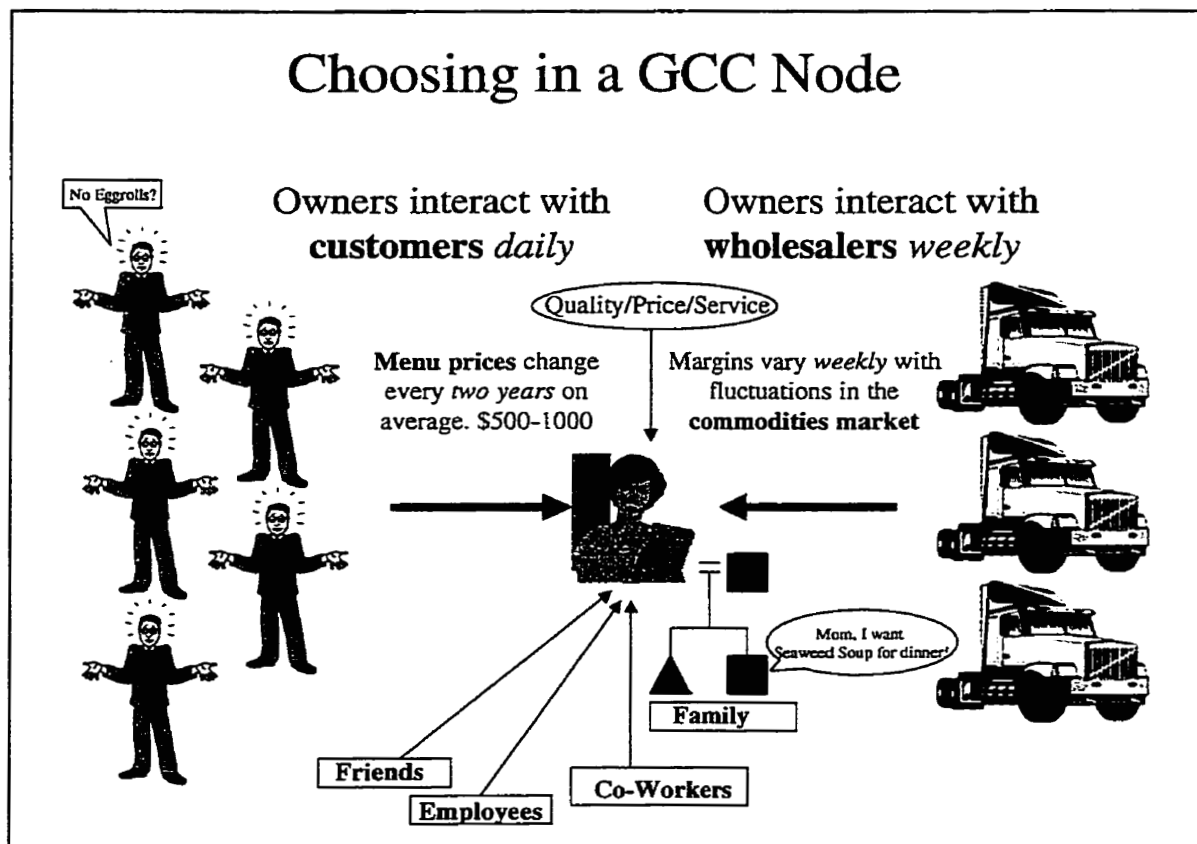 Choosing in a GCC Node
No Eggrolls?
Owners interact with
customers daily
Owners interact with
wholesalers weekly
Quality/Price/Service
Menu prices change
every two years on
average. $500-1000
Margins vary weekly with
fluctuations in the
commodities market
Mom, I want
Seaweed Soup for dinner!
Family
Friends
Employees
Co-Workers